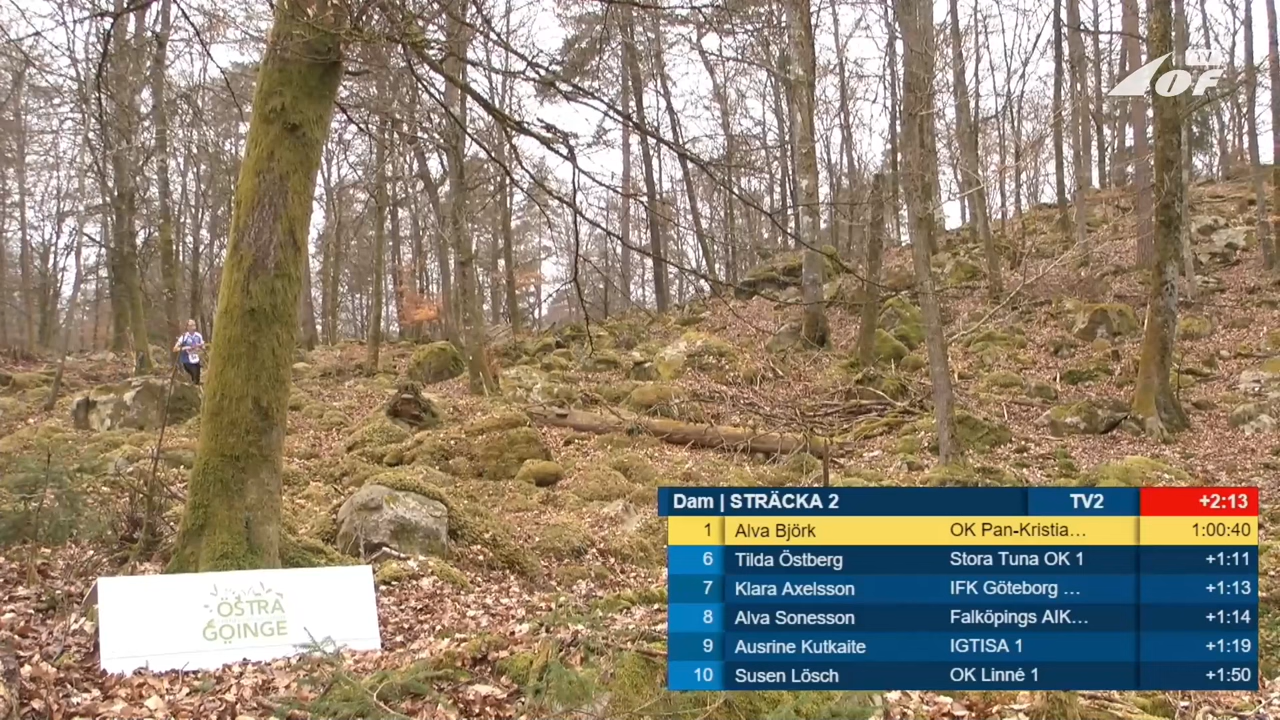 TV
OF
ÖSTRA
GÖINGE
Dam | STRÄCKA 2 TV2 +2:13
1 Alva Björk OK Pan-Kristia... 1:00:40
6 Tilda Östberg Stora Tuna OK 1 +1:11
7 Klara Axelsson IFK Göteborg ... +1:13
8 Alva Sonesson Falköpings AIK... +1:14
9 Ausrine Kutkaite IGTISA 1 +1:19
10 Susen Lösch OK Linné 1 +1:50